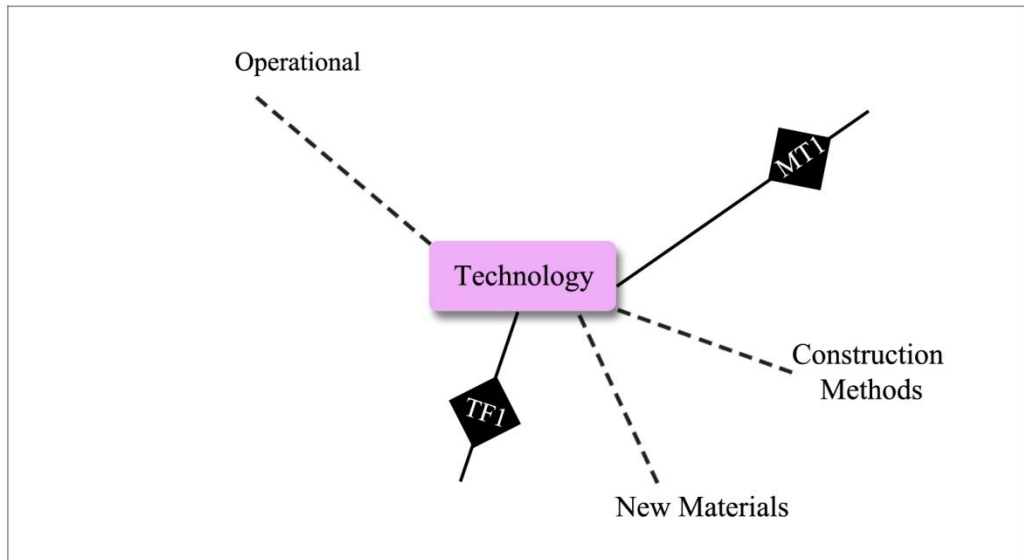 Operational
MT1
Technology
Construction
Methods
TF1
New Materials